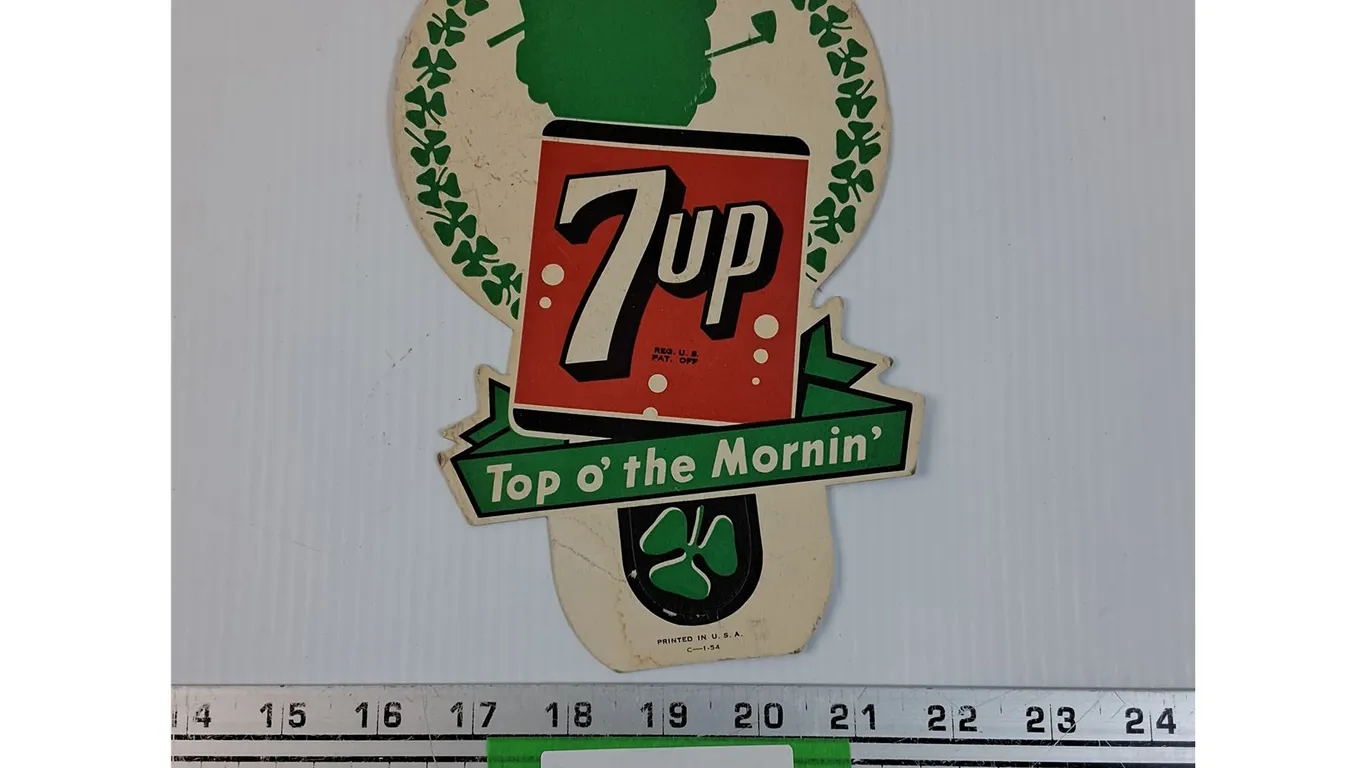 7up
REG. U. S.
PAT. OFF
Top o' the Mornin'
PRINTED IN U. S. A.
C—1-54
14 15 16 17 18 19 20 21 22 23 24